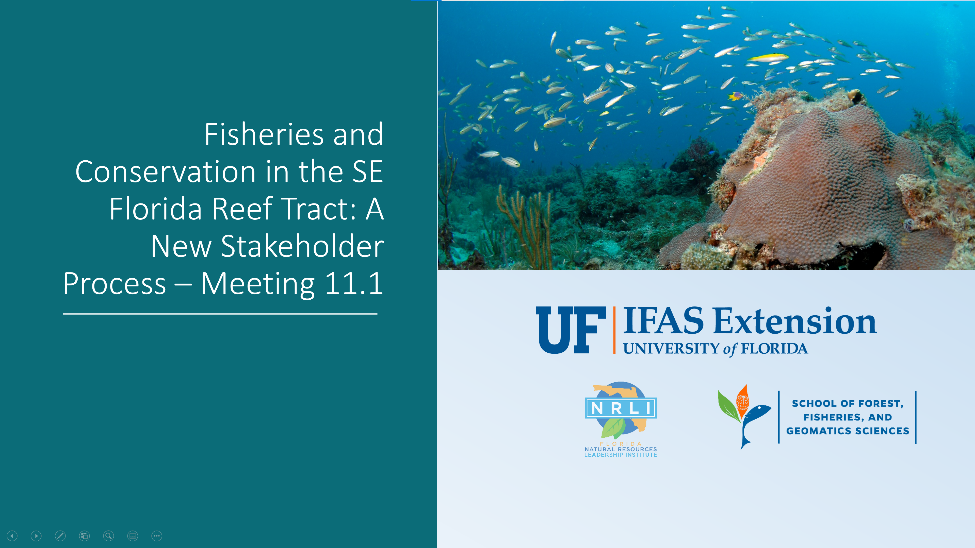 Fisheries and
Conservation in the SE
Florida Reef Tract: A
New Stakeholder
Process – Meeting 11.1
UF IFAS Extension
UNIVERSITY of FLORIDA
NRLI
FLORIDA
NATURAL RESOURCES
LEADERSHIP INSTITUTE
SCHOOL OF FOREST,
FISHERIES, AND
GEOMATICS SCIENCES